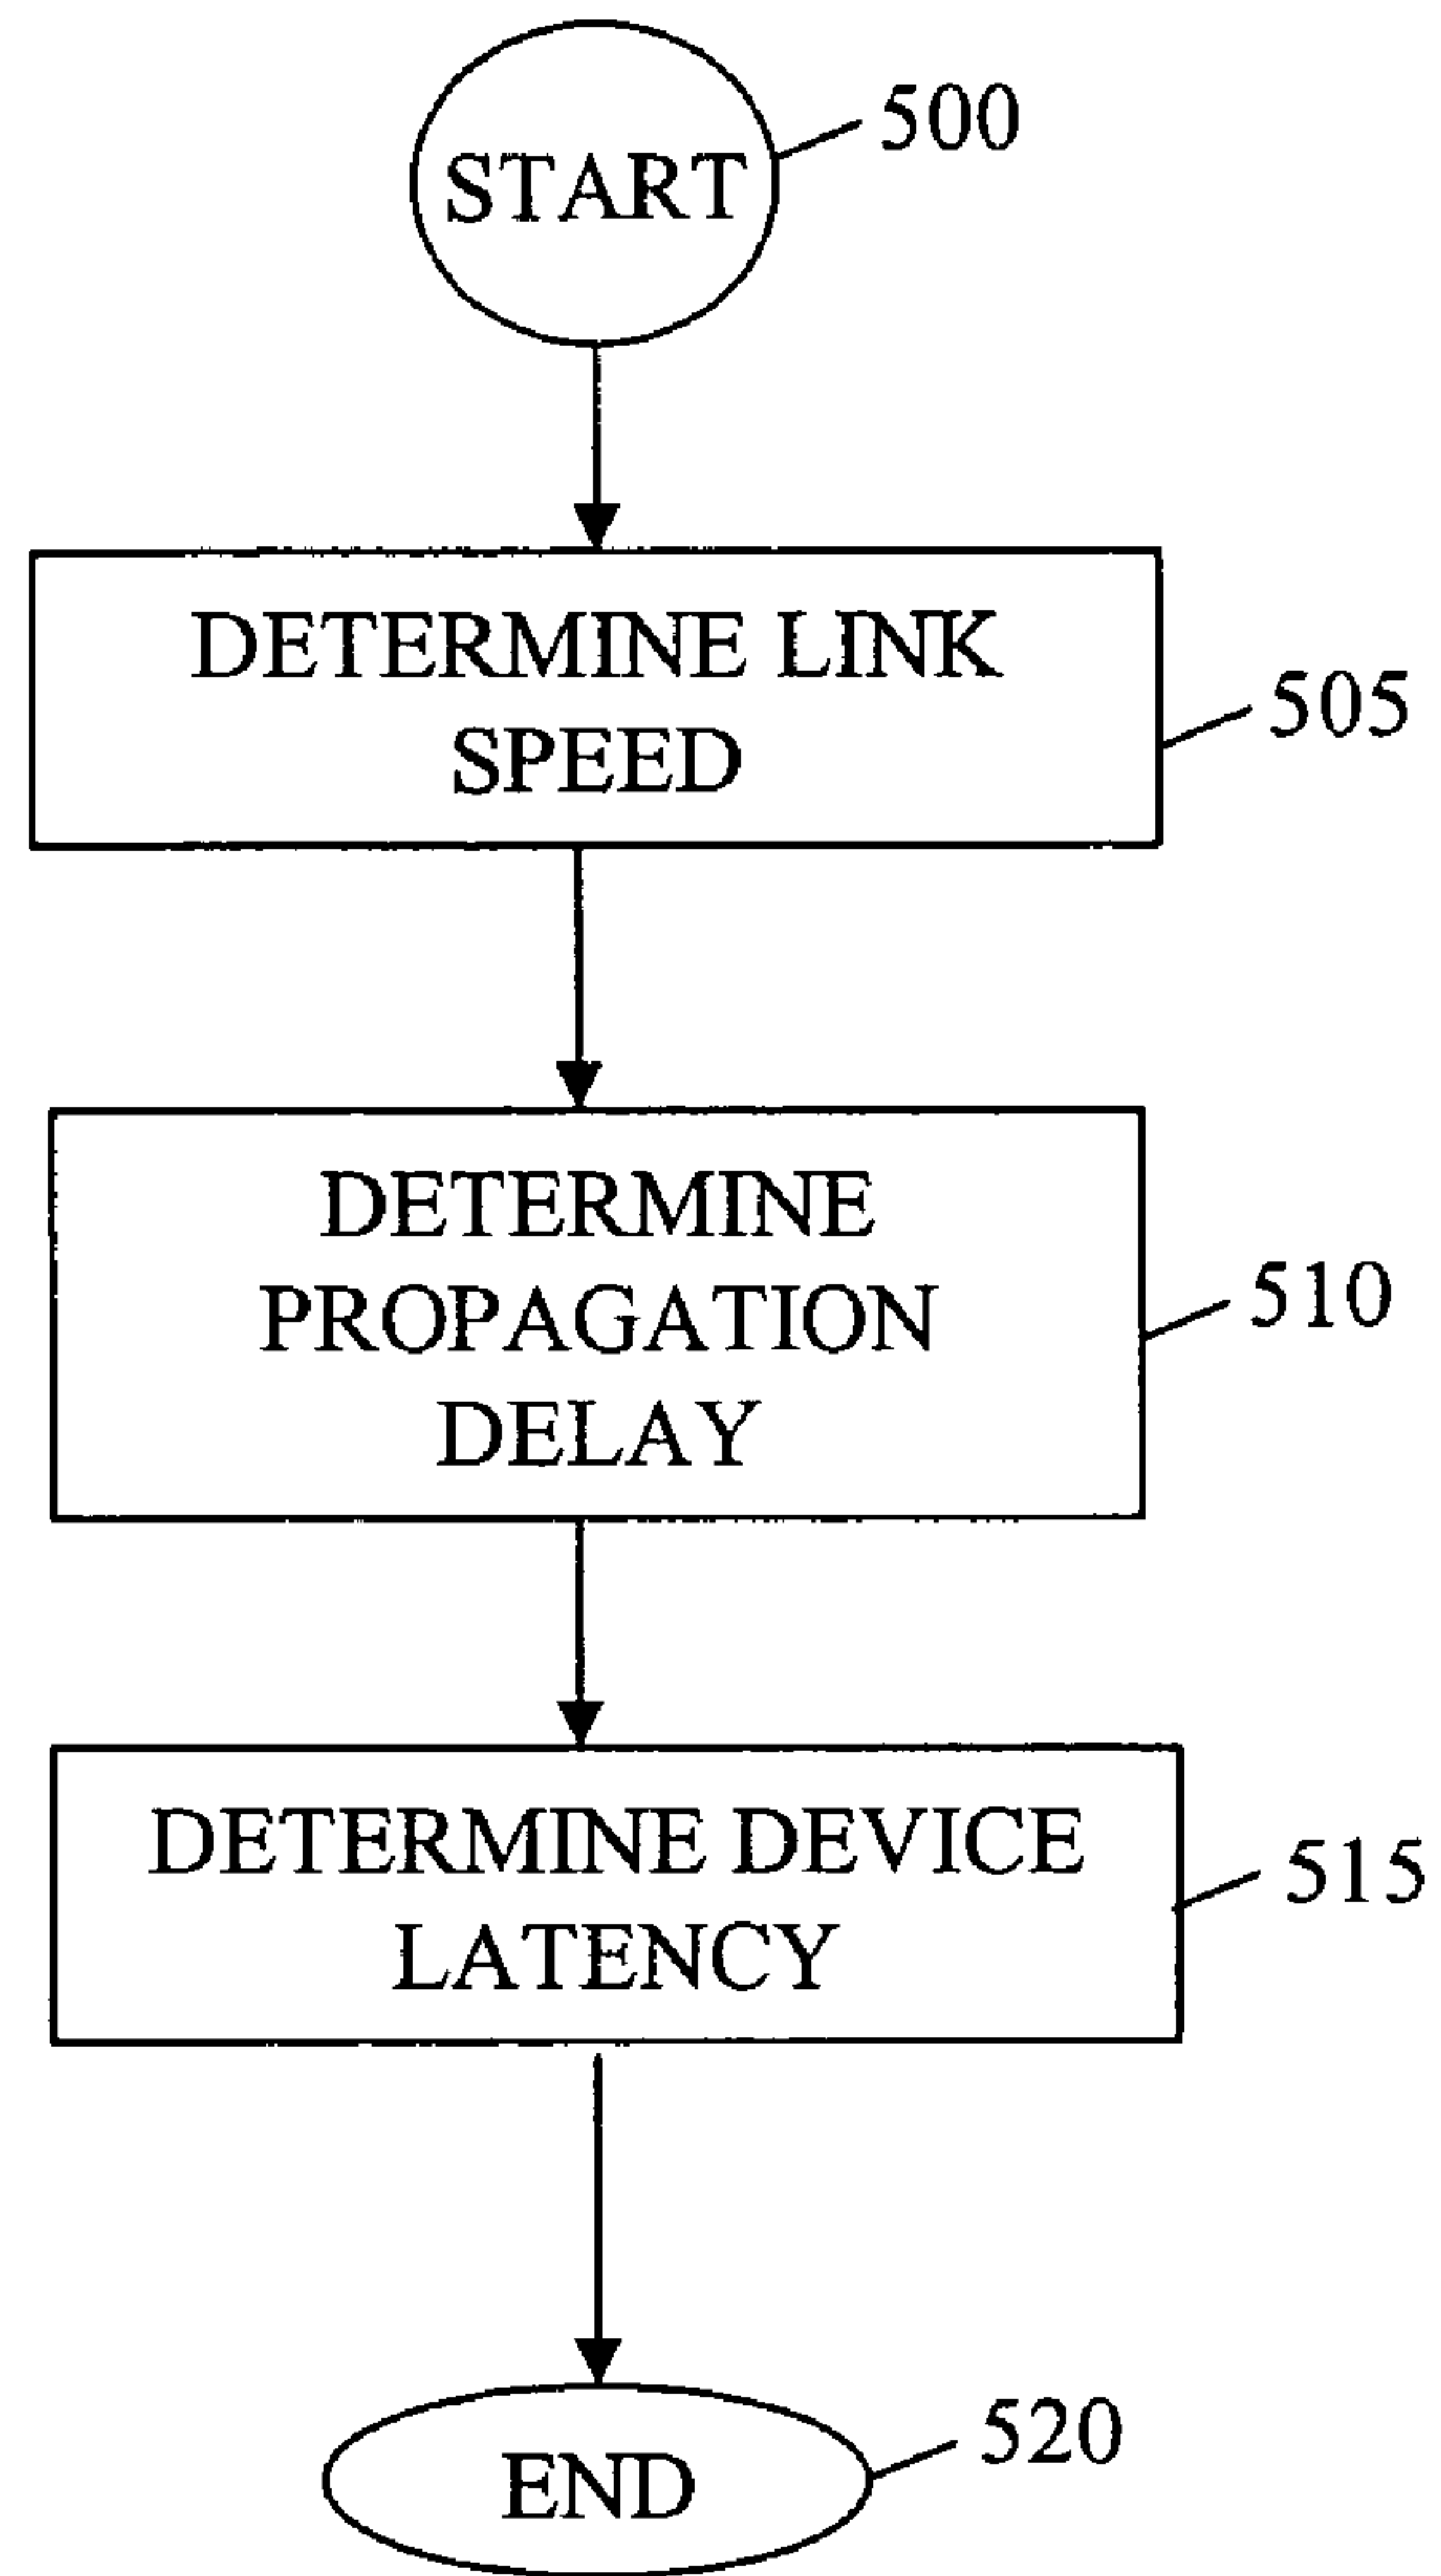 START
500
DETERMINE LINK
SPEED
505
DETERMINE
PROPAGATION
DELAY
510
DETERMINE DEVICE
LATENCY
515
END
520